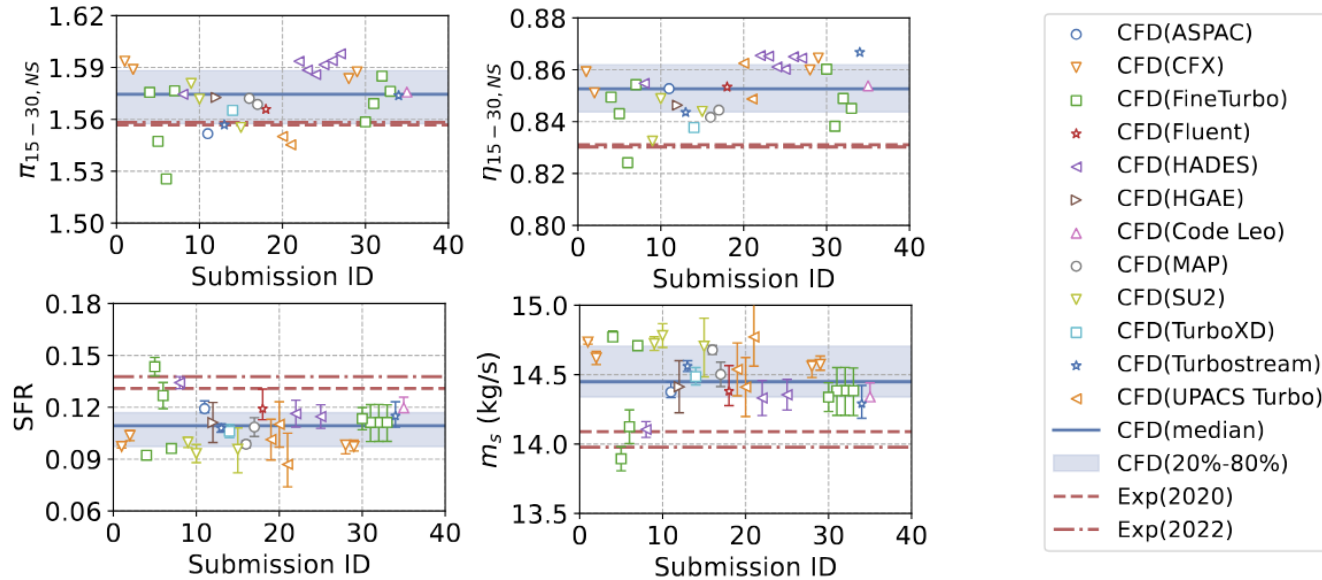 1.62
1.59
1.56
1.53
1.50
π15−30, NS
0 10 20 30 40
Submission ID
0.88
0.86
0.84
0.82
0.80
η15−30, NS
0 10 20 30 40
Submission ID
0.18
0.15
0.12
0.09
0.06
SFR
0 10 20 30 40
Submission ID
15.0
14.5
14.0
13.5
ms (kg/s)
0 10 20 30 40
Submission ID
CFD(ASPAC)
CFD(CFX)
CFD(FineTurbo)
CFD(Fluent)
CFD(HADES)
CFD(HGAE)
CFD(Code Leo)
CFD(MAP)
CFD(SU2)
CFD(TurboXD)
CFD(Turbostream)
CFD(UPACS Turbo)
CFD(median)
CFD(20%-80%)
Exp(2020)
Exp(2022)